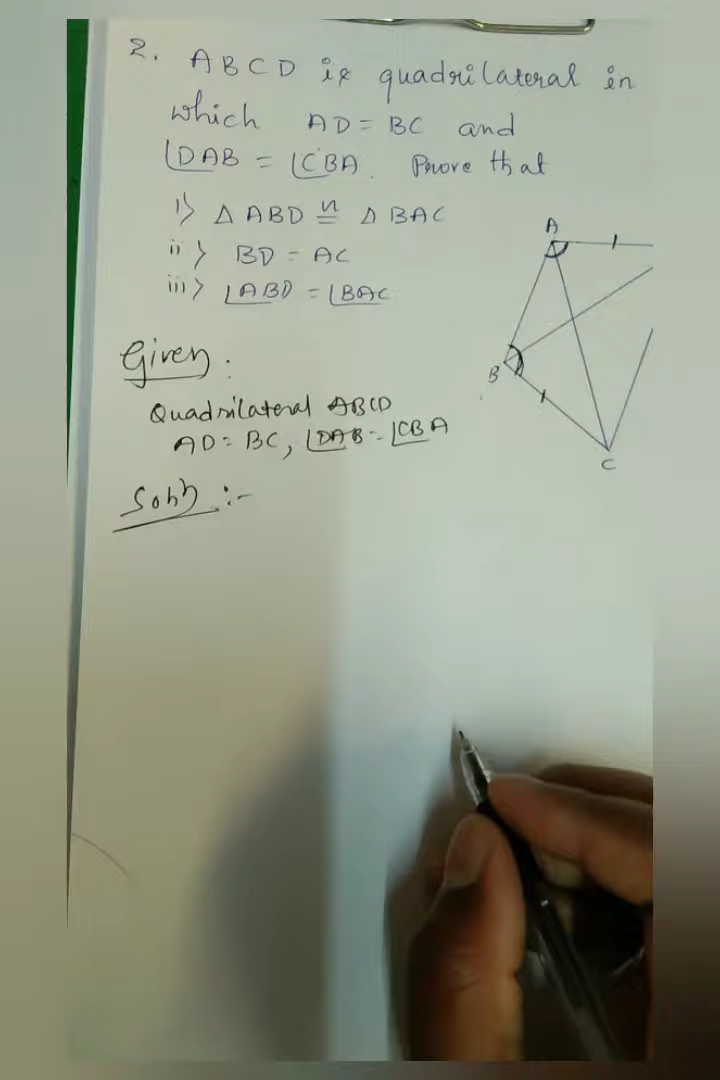 2. ABCD is quadrilateral in
which AD = BC and
∠DAB = ∠CBA. Prove that
i) △ABD ≅ △BAC
ii) BD = AC
iii) ∠ABD = ∠BAC
A
B
C
Given :
Quadrilateral ABCD
AD = BC, ∠DAB = ∠CBA
Soln :-